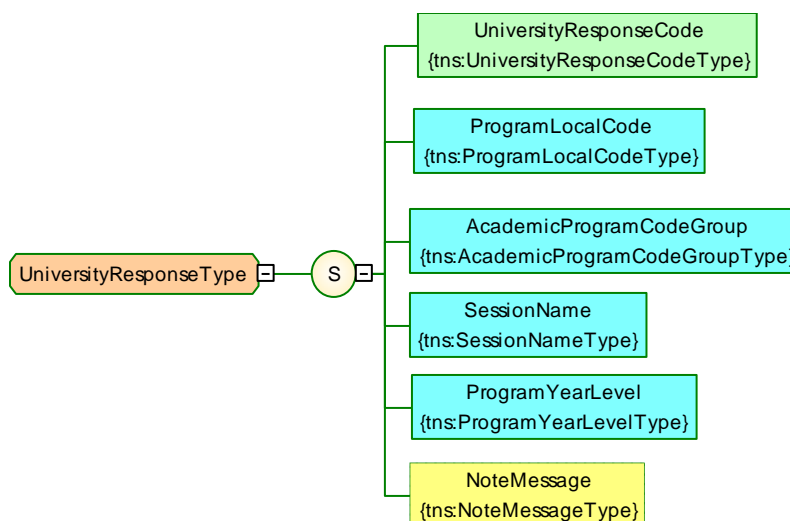 UniversityResponseCode
{tns:UniversityResponseCodeType}
ProgramLocalCode
{tns:ProgramLocalCodeType}
AcademicProgramCodeGroup
{tns:AcademicProgramCodeGroupType}
UniversityResponseType
S
SessionName
{tns:SessionNameType}
ProgramYearLevel
{tns:ProgramYearLevelType}
NoteMessage
{tns:NoteMessageType}